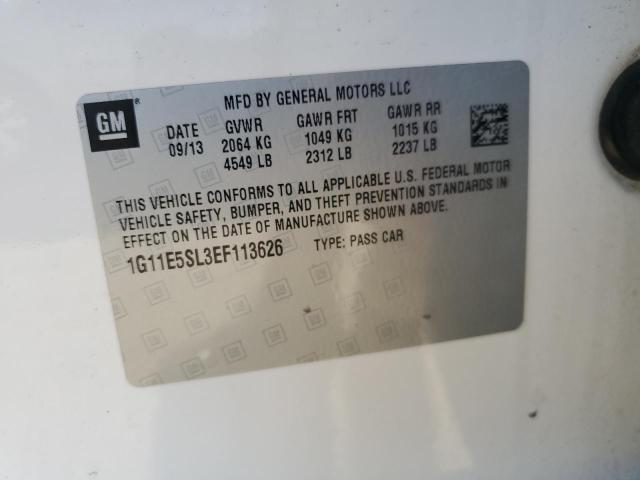 GM
MFD BY GENERAL MOTORS LLC
DATE GVWR GAWR FRT GAWR RR
09/13 2064 KG 1049 KG 1015 KG
4549 LB 2312 LB 2237 LB
THIS VEHICLE CONFORMS TO ALL APPLICABLE U.S. FEDERAL MOTOR
VEHICLE SAFETY, BUMPER, AND THEFT PREVENTION STANDARDS IN
EFFECT ON THE DATE OF MANUFACTURE SHOWN ABOVE.
1G11E5SL3EF113626 TYPE: PASS CAR